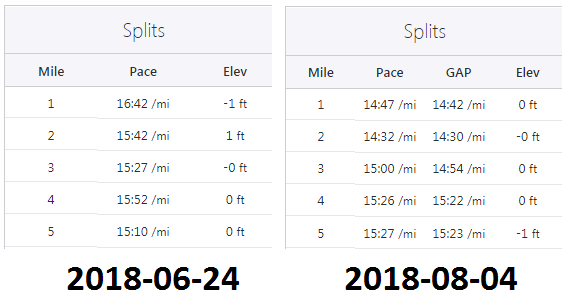 Splits
Mile Pace Elev
1 16:42 /mi -1 ft
2 15:42 /mi 1 ft
3 15:27 /mi -0 ft
4 15:52 /mi 0 ft
5 15:10 /mi 0 ft
2018-06-24
Splits
Mile Pace GAP Elev
1 14:47 /mi 14:42 /mi 0 ft
2 14:32 /mi 14:30 /mi -0 ft
3 15:00 /mi 14:54 /mi 0 ft
4 15:26 /mi 15:22 /mi 0 ft
5 15:27 /mi 15:23 /mi -1 ft
2018-08-04